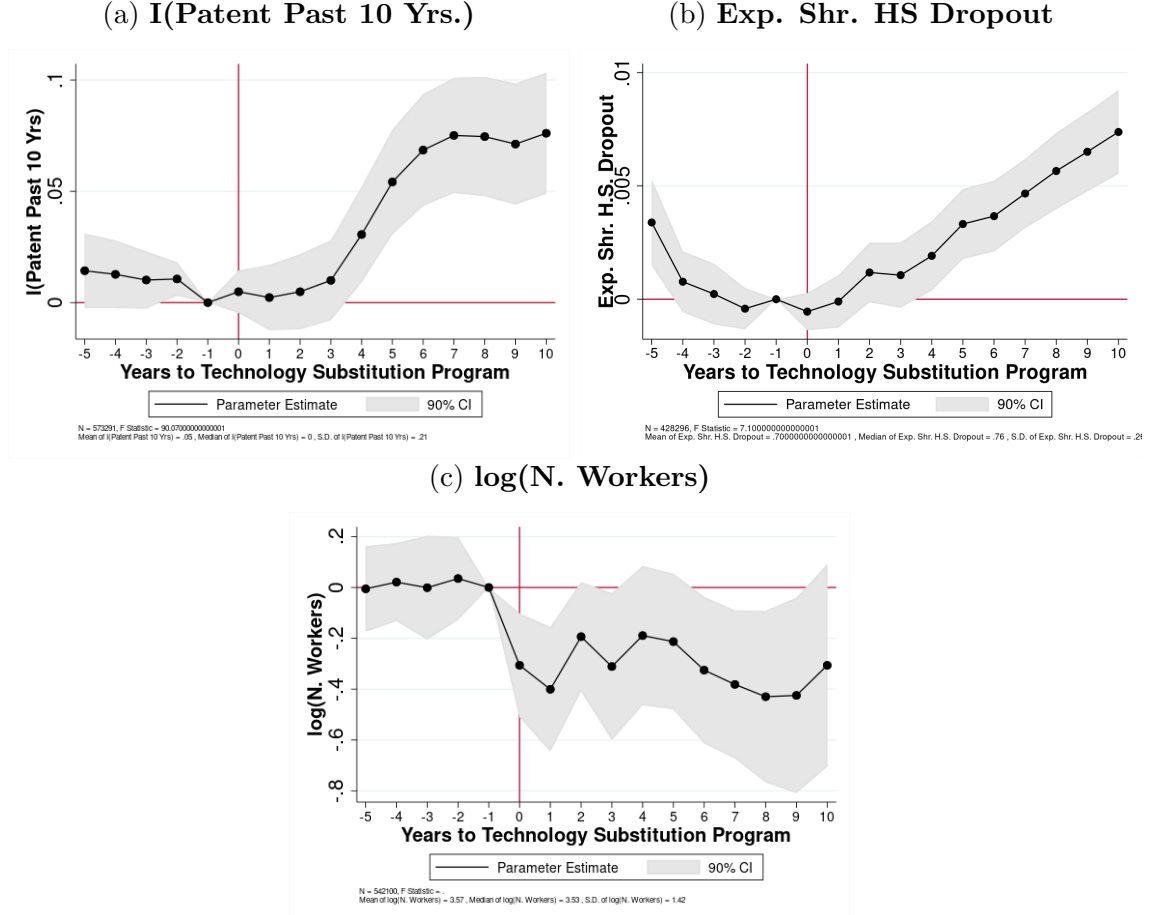 (a) I(Patent Past 10 Yrs.)
I(Patent Past 10 Yrs)
.1
.05
0
-5 -4 -3 -2 -1 0 1 2 3 4 5 6 7 8 9 10
Years to Technology Substitution Program
Parameter Estimate 90% CI
N = 573291, F Statistic = 90.07000000000001
Mean of I(Patent Past 10 Yrs) = .05 , Median of I(Patent Past 10 Yrs) = 0 , S.D. of I(Patent Past 10 Yrs) = .21
(b) Exp. Shr. HS Dropout
Exp. Shr. H.S. Dropout
.01
.005
0
-5 -4 -3 -2 -1 0 1 2 3 4 5 6 7 8 9 10
Years to Technology Substitution Program
Parameter Estimate 90% CI
N = 428296, F Statistic = 7.100000000000001
Mean of Exp. Shr. H.S. Dropout = .7000000000000001 , Median of Exp. Shr. H.S. Dropout = .76 , S.D. of Exp. Shr. H.S. Dropout =
(c) log(N. Workers)
log(N. Workers)
.2
0
-.2
-.4
-.6
-.8
-5 -4 -3 -2 -1 0 1 2 3 4 5 6 7 8 9 10
Years to Technology Substitution Program
Parameter Estimate 90% CI
N = 542100, F Statistic = .
Mean of log(N. Workers) = 3.57 , Median of log(N. Workers) = 3.53 , S.D. of log(N. Workers) = 1.42